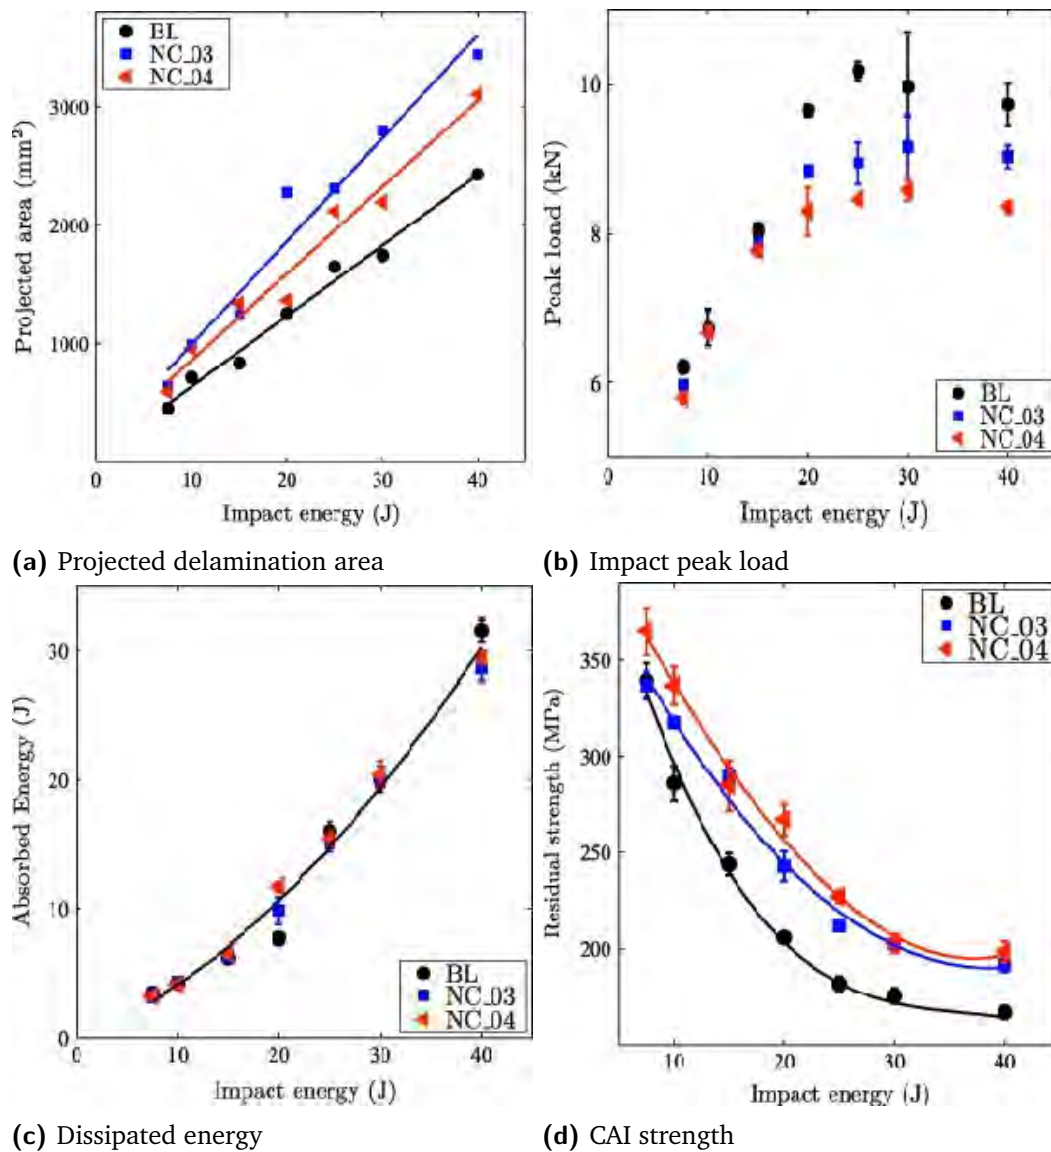 BL
NC_03
NC_04
3000
2000
1000
0
10
20
30
40
Projected area (mm²)
Impact energy (J)
(a) Projected delamination area
10
8
6
0
10
20
30
40
Peak load (kN)
Impact energy (J)
BL
NC_03
NC_04
(b) Impact peak load
30
20
10
0
10
20
30
40
Absorbed Energy (J)
Impact energy (J)
BL
NC_03
NC_04
(c) Dissipated energy
BL
NC_03
NC_04
350
300
250
200
10
20
30
40
Residual strength (MPa)
Impact energy (J)
(d) CAI strength